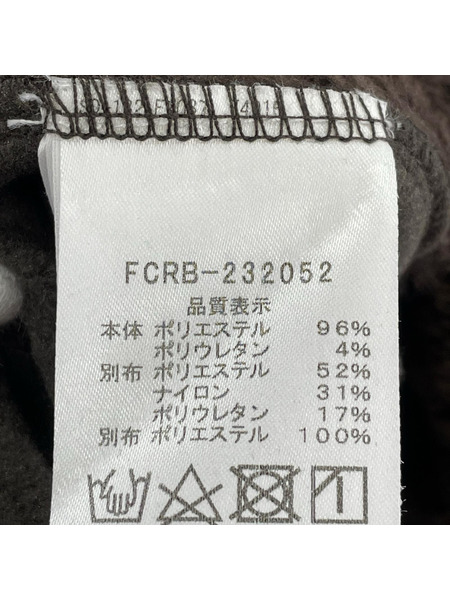 FCRB-232052
品質表示
本体 ポリエステル 96%
ポリウレタン 4%
別布 ポリエステル 52%
ナイロン 31%
ポリウレタン 17%
別布 ポリエステル 100%